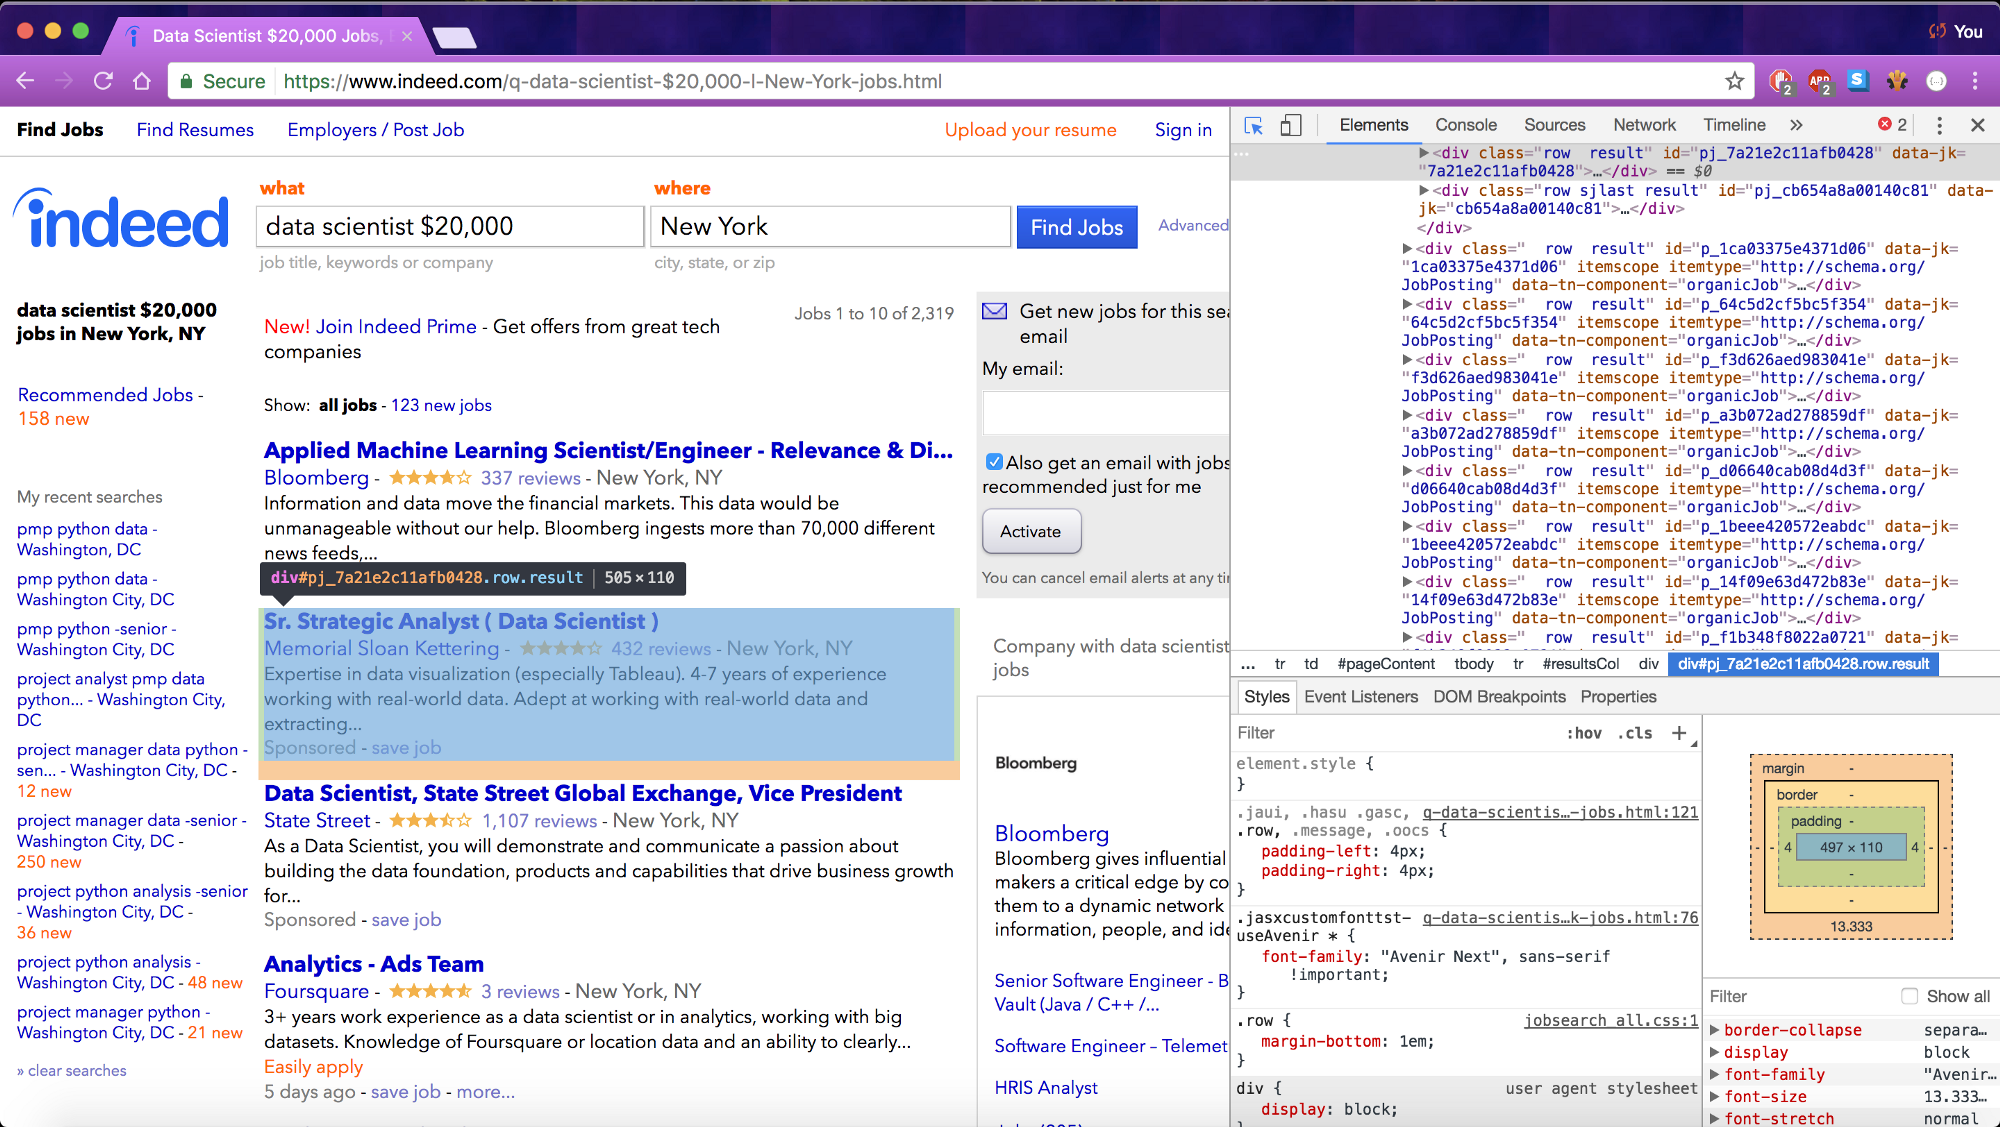 Data Scientist $20,000 Jobs,
You
Secure
https://www.indeed.com/q-data-scientist-$20,000-l-New-York-jobs.html
2
ABP
2
S
Find Jobs
Find Resumes
Employers / Post Job
Upload your resume
Sign in
indeed
what
where
data scientist $20,000
New York
Find Jobs
Advanced
job title, keywords or company
city, state, or zip
data scientist $20,000
jobs in New York, NY
Recommended Jobs -
158 new
My recent searches
pmp python data -
Washington, DC
pmp python data -
Washington City, DC
pmp python -senior -
Washington City, DC
project analyst pmp data
python... - Washington City,
DC
project manager data python -
sen... - Washington City, DC -
12 new
project manager data -senior -
Washington City, DC -
250 new
project python analysis -senior
- Washington City, DC -
36 new
project python analysis -
Washington City, DC - 48 new
project manager python -
Washington City, DC - 21 new
» clear searches
New! Join Indeed Prime - Get offers from great tech
companies
Jobs 1 to 10 of 2,319
Show: all jobs - 123 new jobs
Applied Machine Learning Scientist/Engineer - Relevance & Di...
Bloomberg - 337 reviews - New York, NY
Information and data move the financial markets. This data would be
unmanageable without our help. Bloomberg ingests more than 70,000 different
news feeds,...
div#pj_7a21e2c11afb0428.row.result | 505 × 110
Sr. Strategic Analyst ( Data Scientist )
Memorial Sloan Kettering - 432 reviews - New York, NY
Expertise in data visualization (especially Tableau). 4-7 years of experience
working with real-world data. Adept at working with real-world data and
extracting...
Sponsored - save job
Data Scientist, State Street Global Exchange, Vice President
State Street - 1,107 reviews - New York, NY
As a Data Scientist, you will demonstrate and communicate a passion about
building the data foundation, products and capabilities that drive business growth
for...
Sponsored - save job
Analytics - Ads Team
Foursquare - 3 reviews - New York, NY
3+ years work experience as a data scientist or in analytics, working with big
datasets. Knowledge of Foursquare or location data and an ability to clearly...
Easily apply
5 days ago - save job - more...
Get new jobs for this sea
email
My email:
Also get an email with jobs
recommended just for me
Activate
You can cancel email alerts at any ti
Company with data scientist
jobs
Bloomberg
Bloomberg
Bloomberg gives influential
makers a critical edge by co
them to a dynamic network
information, people, and ide
Senior Software Engineer - B
Vault (Java / C++ /...
Software Engineer – Telemet
HRIS Analyst
Elements
Console
Sources
Network
Timeline
»
2
...
<div class="row  result" id="pj_7a21e2c11afb0428" data-jk=
"7a21e2c11afb0428">…</div> == $0
<div class="row sjlast result" id="pj_cb654a8a00140c81" data-
jk="cb654a8a00140c81">…</div>
</div>
<div class="  row  result" id="p_1ca03375e4371d06" data-jk=
"1ca03375e4371d06" itemscope itemtype="http://schema.org/
JobPosting" data-tn-component="organicJob">…</div>
<div class="  row  result" id="p_64c5d2cf5bc5f354" data-jk=
"64c5d2cf5bc5f354" itemscope itemtype="http://schema.org/
JobPosting" data-tn-component="organicJob">…</div>
<div class="  row  result" id="p_f3d626aed983041e" data-jk=
"f3d626aed983041e" itemscope itemtype="http://schema.org/
JobPosting" data-tn-component="organicJob">…</div>
<div class="  row  result" id="p_a3b072ad278859df" data-jk=
"a3b072ad278859df" itemscope itemtype="http://schema.org/
JobPosting" data-tn-component="organicJob">…</div>
<div class="  row  result" id="p_d06640cab08d4d3f" data-jk=
"d06640cab08d4d3f" itemscope itemtype="http://schema.org/
JobPosting" data-tn-component="organicJob">…</div>
<div class="  row  result" id="p_1beee420572eabdc" data-jk=
"1beee420572eabdc" itemscope itemtype="http://schema.org/
JobPosting" data-tn-component="organicJob">…</div>
<div class="  row  result" id="p_14f09e63d472b83e" data-jk=
"14f09e63d472b83e" itemscope itemtype="http://schema.org/
JobPosting" data-tn-component="organicJob">…</div>
<div class="  row  result" id="p_f1b348f8022a0721" data-jk=
... tr td #pageContent tbody tr #resultsCol div div#pj_7a21e2c11afb0428.row.result
Styles
Event Listeners
DOM Breakpoints
Properties
Filter
:hov .cls +
element.style {
}
.jaui, .hasu .gasc, q-data-scientis…-jobs.html:121
.row, .message, .oocs {
padding-left: 4px;
padding-right: 4px;
}
.jasxcustomfonttst- q-data-scientis…k-jobs.html:76
useAvenir * {
font-family: "Avenir Next", sans-serif
!important;
}
.row { jobsearch_all.css:1
margin-bottom: 1em;
}
div { user agent stylesheet
display: block;
margin -
border -
padding -
- - 4 497 × 110 4 - -
-
-
13.333
Filter
Show all
border-collapse separa…
display block
font-family "Avenir…
font-size 13.333…
font-stretch normal